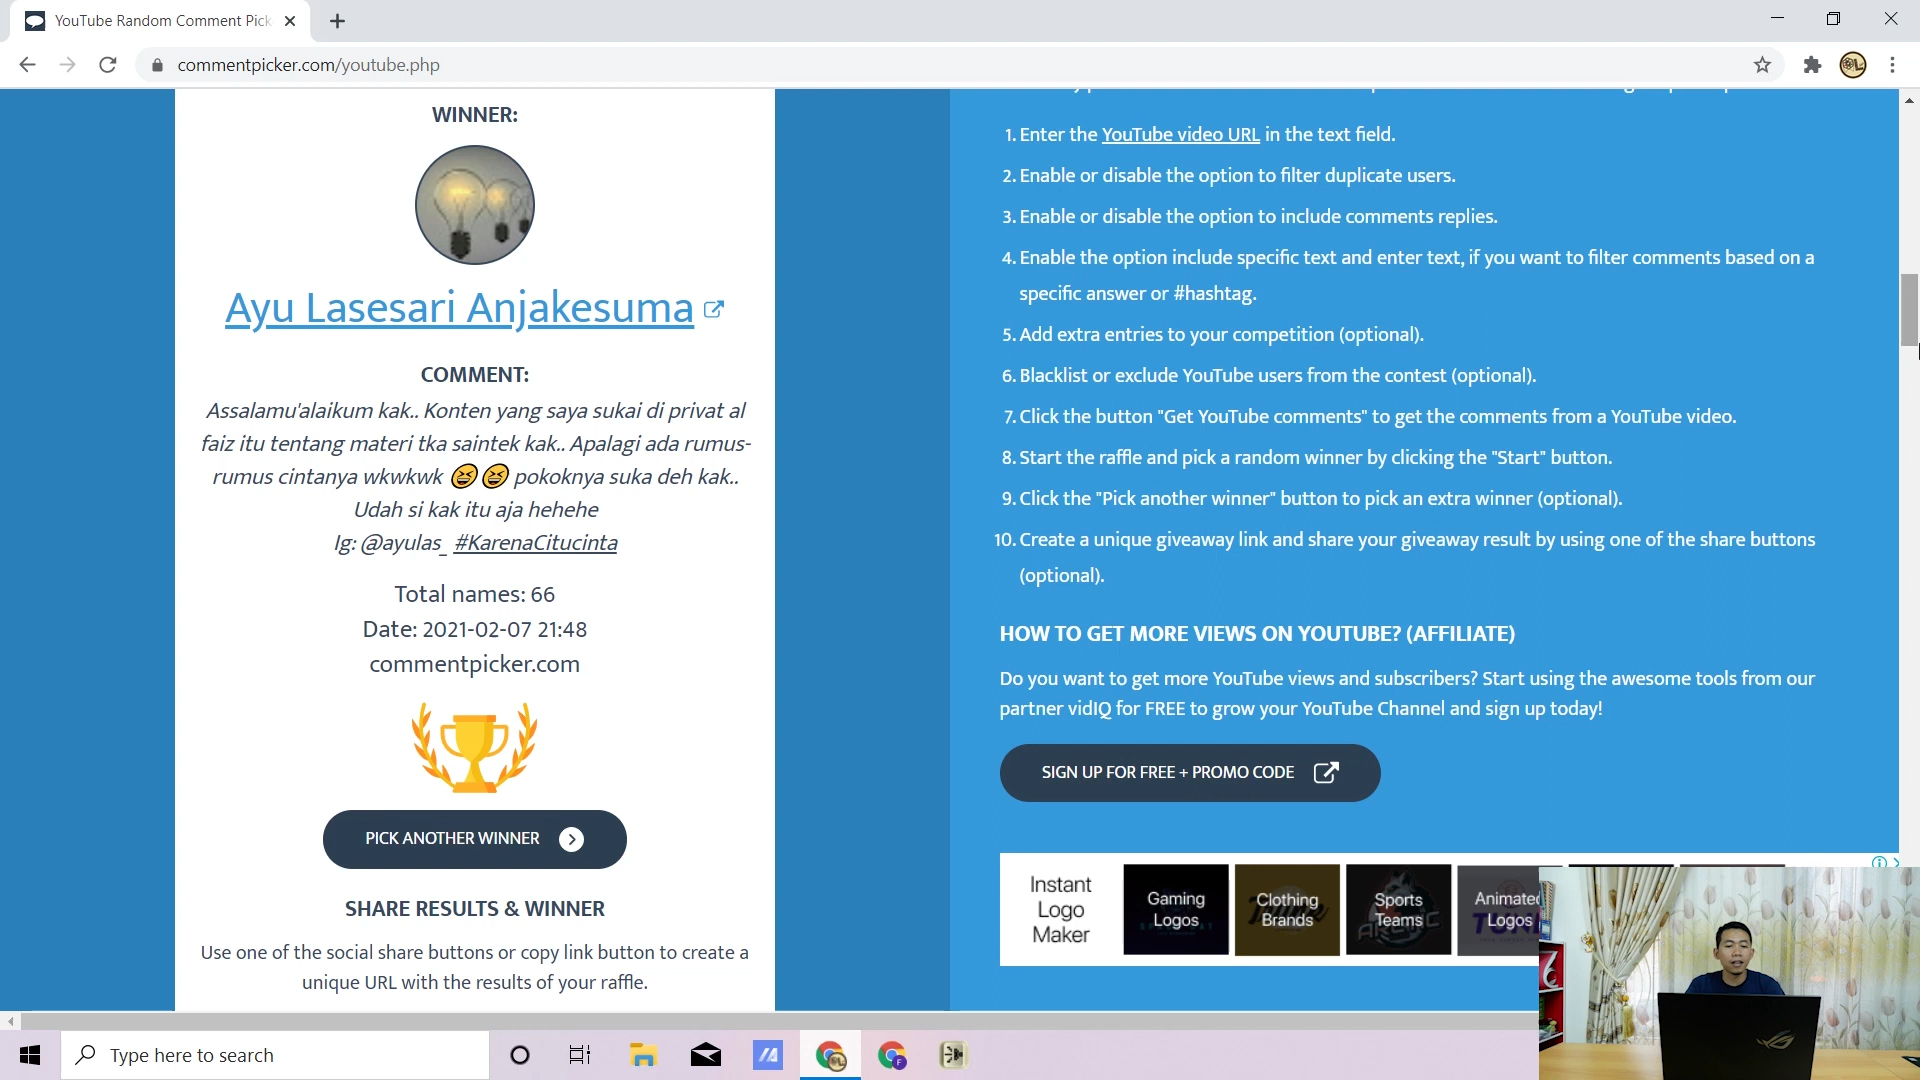 YouTube Random Comment Pick
commentpicker.com/youtube.php
WINNER:
Ayu Lasesari Anjakesuma
COMMENT:
Assalamu'alaikum kak.. Konten yang saya sukai di privat al
faiz itu tentang materi tka saintek kak.. Apalagi ada rumus-
rumus cintanya wkwkwk 😆😆 pokoknya suka deh kak..
Udah si kak itu aja hehehe
Ig: @ayulas_ #KarenaCitucinta
Total names: 66
Date: 2021-02-07 21:48
commentpicker.com
PICK ANOTHER WINNER
SHARE RESULTS & WINNER
Use one of the social share buttons or copy link button to create a
unique URL with the results of your raffle.
1. Enter the YouTube video URL in the text field.
2. Enable or disable the option to filter duplicate users.
3. Enable or disable the option to include comments replies.
4. Enable the option include specific text and enter text, if you want to filter comments based on a
specific answer or #hashtag.
5. Add extra entries to your competition (optional).
6. Blacklist or exclude YouTube users from the contest (optional).
7. Click the button "Get YouTube comments" to get the comments from a YouTube video.
8. Start the raffle and pick a random winner by clicking the "Start" button.
9. Click the "Pick another winner" button to pick an extra winner (optional).
10. Create a unique giveaway link and share your giveaway result by using one of the share buttons
(optional).
HOW TO GET MORE VIEWS ON YOUTUBE? (AFFILIATE)
Do you want to get more YouTube views and subscribers? Start using the awesome tools from our
partner vidIQ for FREE to grow your YouTube Channel and sign up today!
SIGN UP FOR FREE + PROMO CODE
Instant
Logo
Maker
Gaming
Logos
Clothing
Brands
Sports
Teams
Animated
Logos
Type here to search